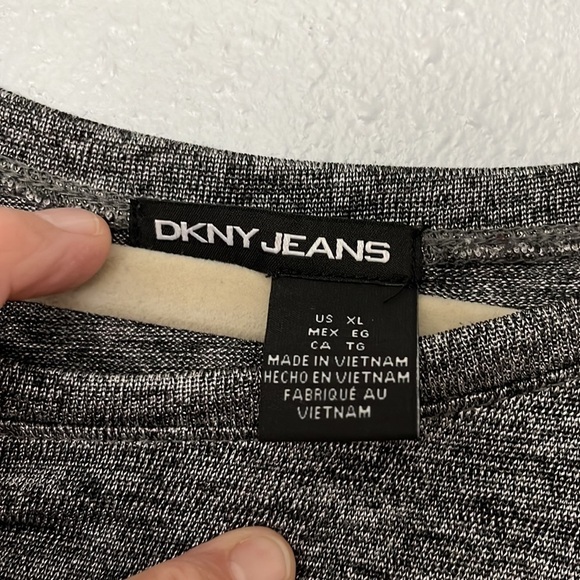 DKNY JEANS
US XL
MEX EG
CA TG
MADE IN VIETNAM
HECHO EN VIETNAM
FABRIQUÉ AU
VIETNAM